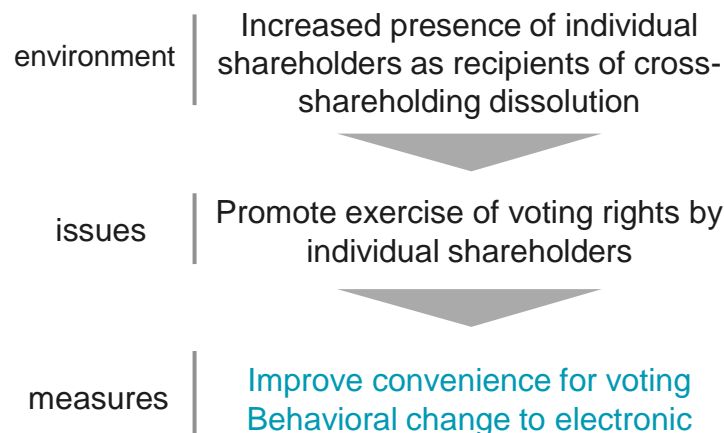 environment
Increased presence of individual
shareholders as recipients of cross-
shareholding dissolution
issues
Promote exercise of voting rights by
individual shareholders
measures
Improve convenience for voting
Behavioral change to electronic